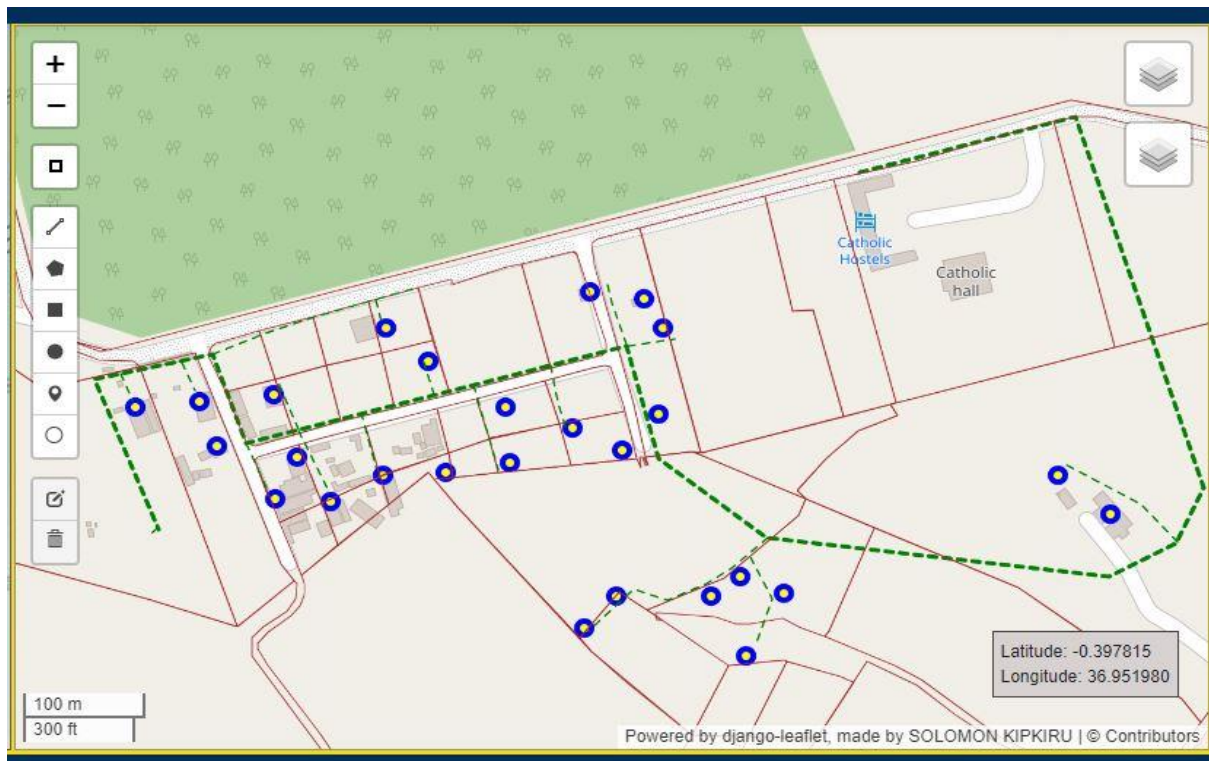 +
−
Catholic
Hostels
Catholic
hall
Latitude: -0.397815
Longitude: 36.951980
100 m
300 ft
Powered by django-leaflet, made by SOLOMON KIPKIRU | © Contributors